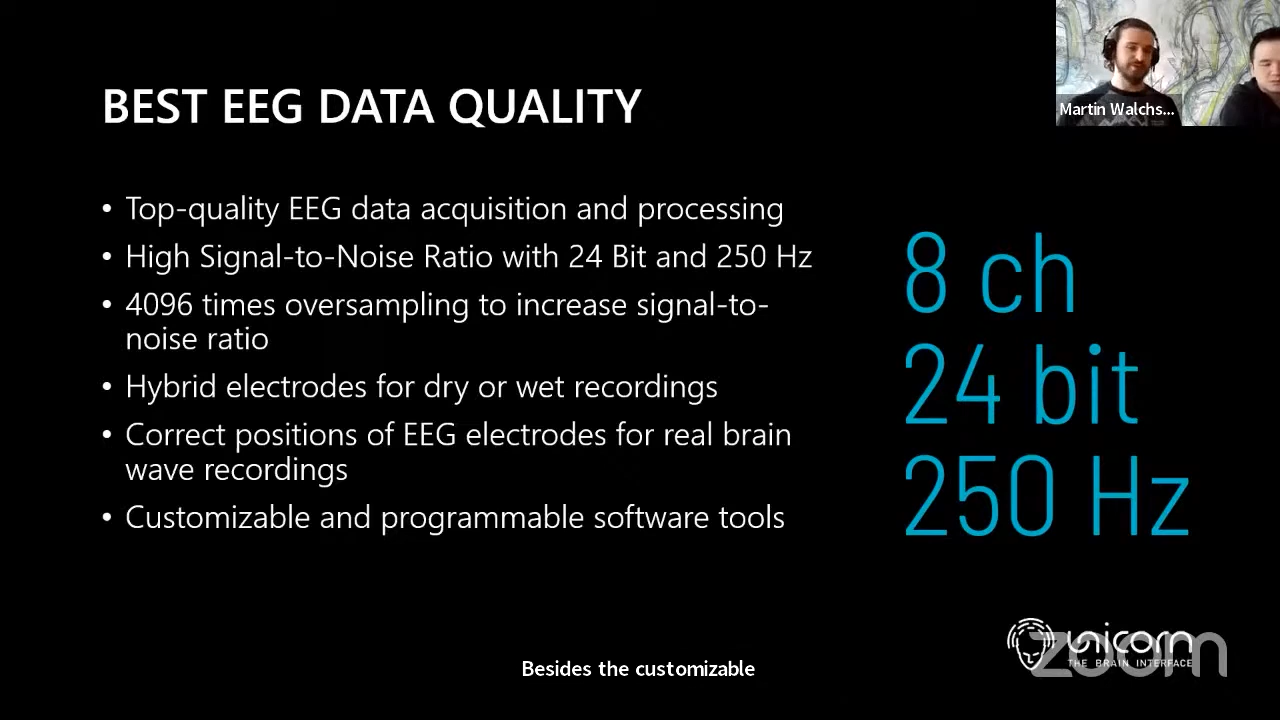 BEST EEG DATA QUALITY
Martin Walchs...
• Top-quality EEG data acquisition and processing
• High Signal-to-Noise Ratio with 24 Bit and 250 Hz
• 4096 times oversampling to increase signal-to-
noise ratio
• Hybrid electrodes for dry or wet recordings
• Correct positions of EEG electrodes for real brain
wave recordings
• Customizable and programmable software tools
8 ch
24 bit
250 Hz
unicorn
THE BRAIN INTERFACE
zoom
Besides the customizable